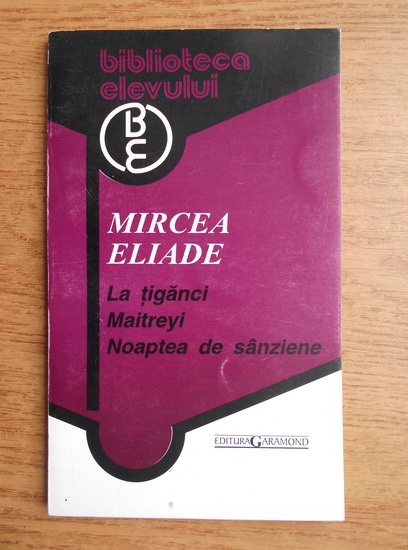 biblioteca
elevului
BE
MIRCEA
ELIADE
La țigănci
Maitreyi
Noaptea de sânziene
EDITURA GARAMOND